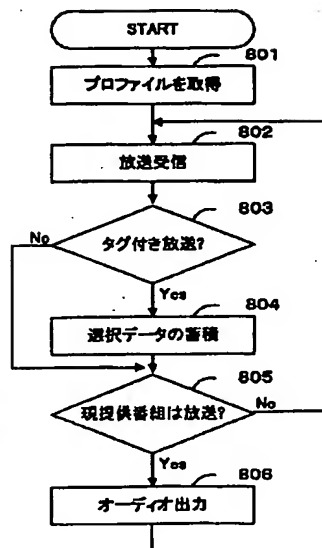 START
801
プロファイルを取得
802
放送受信
803
タグ付き放送?
No
Yes
804
選択データの蓄積
805
現提供番組は放送?
No
Yes
806
オーディオ出力